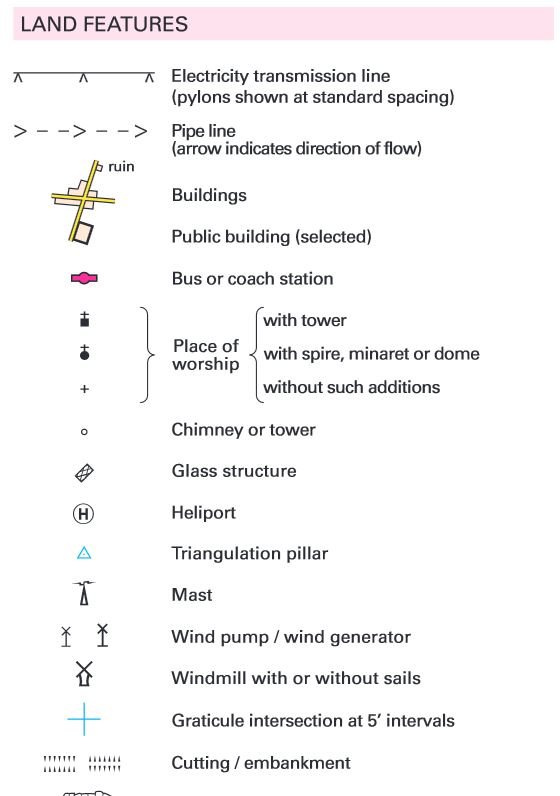 LAND FEATURES
Electricity transmission line
(pylons shown at standard spacing)
Pipe line
(arrow indicates direction of flow)
ruin
Buildings
Public building (selected)
Bus or coach station
with tower
Place of
worship
with spire, minaret or dome
without such additions
Chimney or tower
Glass structure
H
Heliport
Triangulation pillar
Mast
Wind pump / wind generator
Windmill with or without sails
Graticule intersection at 5′ intervals
Cutting / embankment